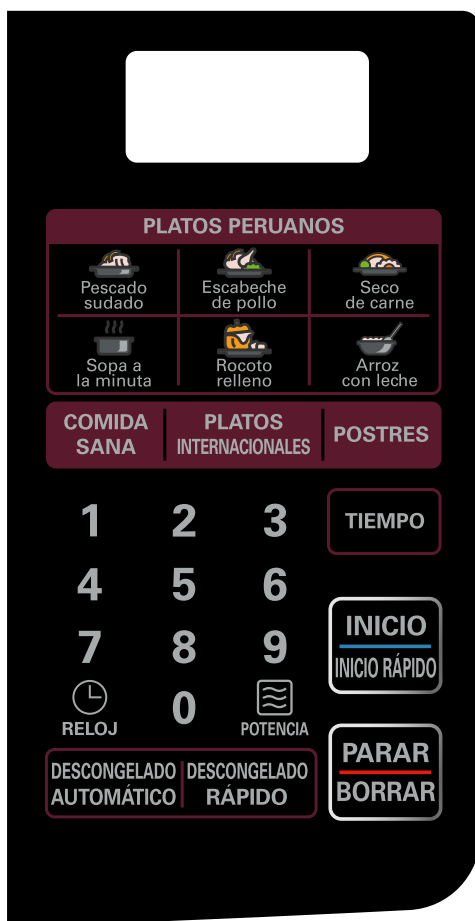 PLATOS PERUANOS
Pescado
sudado
Escabeche
de pollo
Seco
de carne
Sopa a
la minuta
Rocoto
relleno
Arroz
con leche
COMIDA
SANA
PLATOS
INTERNACIONALES
POSTRES
1 2 3
TIEMPO
4 5 6
INICIO
INICIO RÁPIDO
7 8 9
RELOJ
0
POTENCIA
PARAR
BORRAR
DESCONGELADO
AUTOMÁTICO
DESCONGELADO
RÁPIDO